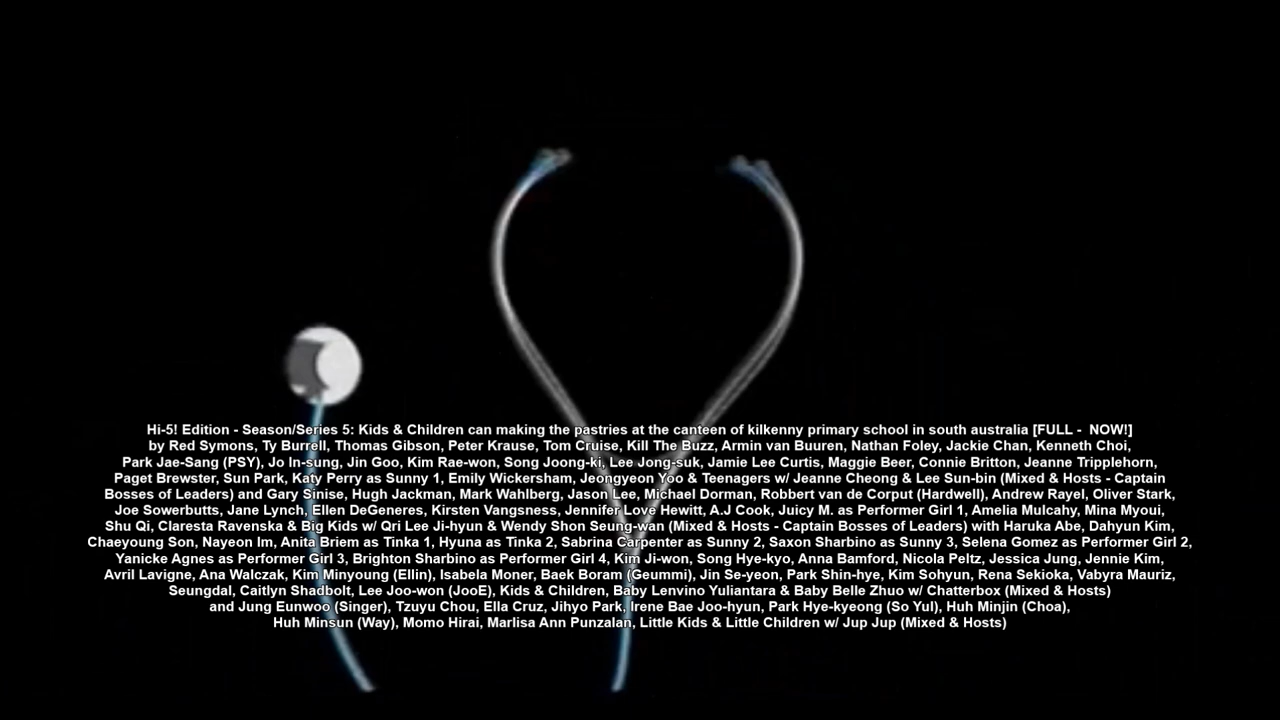 Hi-5! Edition - Season/Series 5: Kids & Children can making the pastries at the canteen of kilkenny primary school in south australia [FULL -  NOW!]
by Red Symons, Ty Burrell, Thomas Gibson, Peter Krause, Tom Cruise, Kill The Buzz, Armin van Buuren, Nathan Foley, Jackie Chan, Kenneth Choi,
Park Jae-Sang (PSY), Jo In-sung, Jin Goo, Kim Rae-won, Song Joong-ki, Lee Jong-suk, Jamie Lee Curtis, Maggie Beer, Connie Britton, Jeanne Tripplehorn,
Paget Brewster, Sun Park, Katy Perry as Sunny 1, Emily Wickersham, Jeongyeon Yoo & Teenagers w/ Jeanne Cheong & Lee Sun-bin (Mixed & Hosts - Captain
Bosses of Leaders) and Gary Sinise, Hugh Jackman, Mark Wahlberg, Jason Lee, Michael Dorman, Robbert van de Corput (Hardwell), Andrew Rayel, Oliver Stark,
Joe Sowerbutts, Jane Lynch, Ellen DeGeneres, Kirsten Vangsness, Jennifer Love Hewitt, A.J Cook, Juicy M. as Performer Girl 1, Amelia Mulcahy, Mina Myoui,
Shu Qi, Claresta Ravenska & Big Kids w/ Qri Lee Ji-hyun & Wendy Shon Seung-wan (Mixed & Hosts - Captain Bosses of Leaders) with Haruka Abe, Dahyun Kim,
Chaeyoung Son, Nayeon Im, Anita Briem as Tinka 1, Hyuna as Tinka 2, Sabrina Carpenter as Sunny 2, Saxon Sharbino as Sunny 3, Selena Gomez as Performer Girl 2,
Yanicke Agnes as Performer Girl 3, Brighton Sharbino as Performer Girl 4, Kim Ji-won, Song Hye-kyo, Anna Bamford, Nicola Peltz, Jessica Jung, Jennie Kim,
Avril Lavigne, Ana Walczak, Kim Minyoung (Ellin), Isabela Moner, Baek Boram (Geummi), Jin Se-yeon, Park Shin-hye, Kim Sohyun, Rena Sekioka, Vabyra Mauriz,
Seungdal, Caitlyn Shadbolt, Lee Joo-won (JooE), Kids & Children, Baby Lenvino Yuliantara & Baby Belle Zhuo w/ Chatterbox (Mixed & Hosts)
and Jung Eunwoo (Singer), Tzuyu Chou, Ella Cruz, Jihyo Park, Irene Bae Joo-hyun, Park Hye-kyeong (So Yul), Huh Minjin (Choa),
Huh Minsun (Way), Momo Hirai, Marlisa Ann Punzalan, Little Kids & Little Children w/ Jup Jup (Mixed & Hosts)